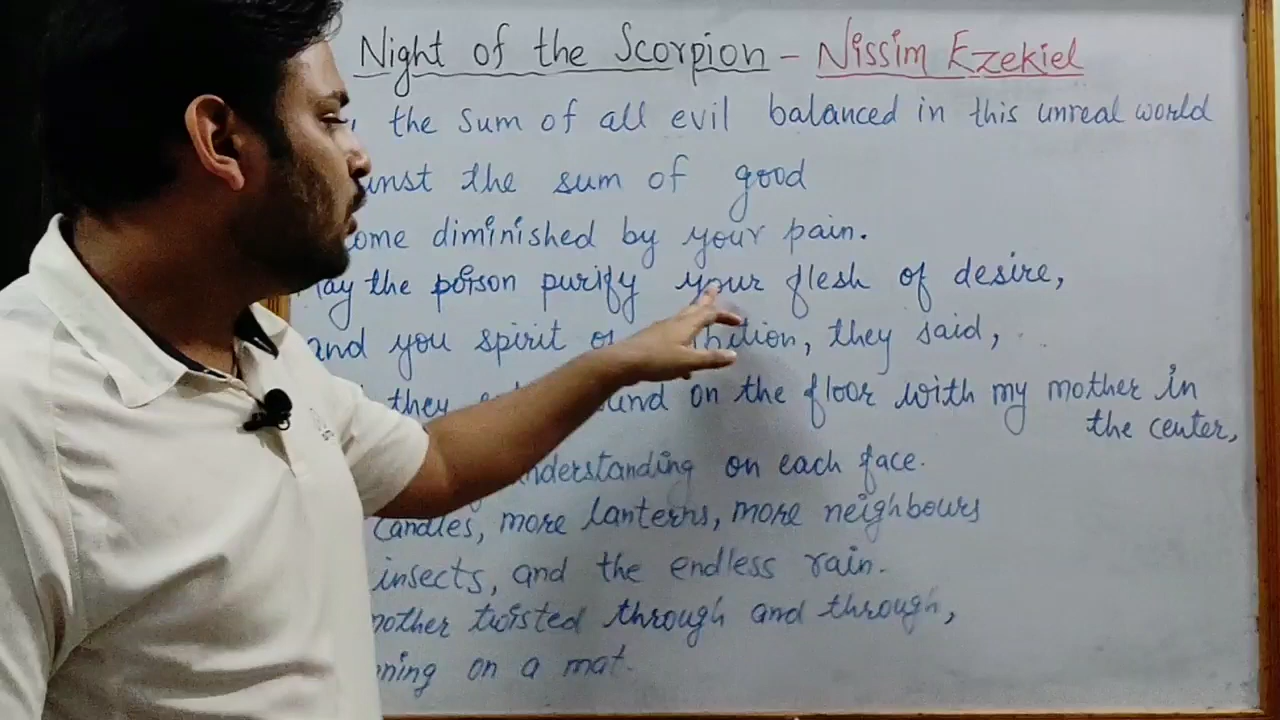 Night of the Scorpion - Nissim Ezekiel
the sum of all evil balanced in this unreal world
the sum of good
diminished by your pain.
the poison purify your flesh of desire,
and you spirit they said,
they on the floor with my mother in
the center,
on each face.
candles, more lanterns, more neighbours
insects, and the endless rain.
twisted through and through,
on a mat.